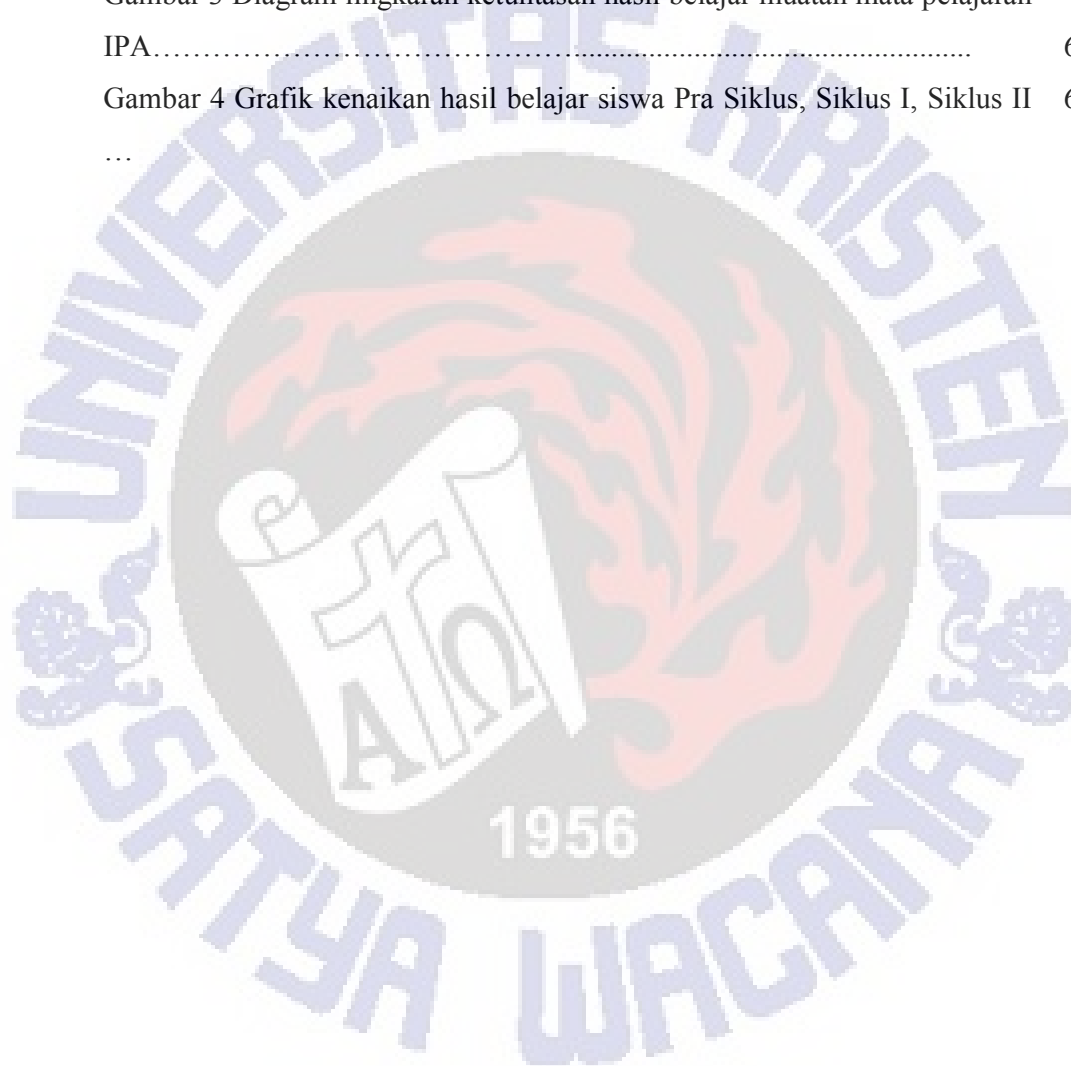 IPA……………………………………......................................................
Gambar 4 Grafik kenaikan hasil belajar siswa Pra Siklus, Siklus I, Siklus II
…
UNIVERSITAS KRISTEN
Α Ω
1956
SATYA WACANA